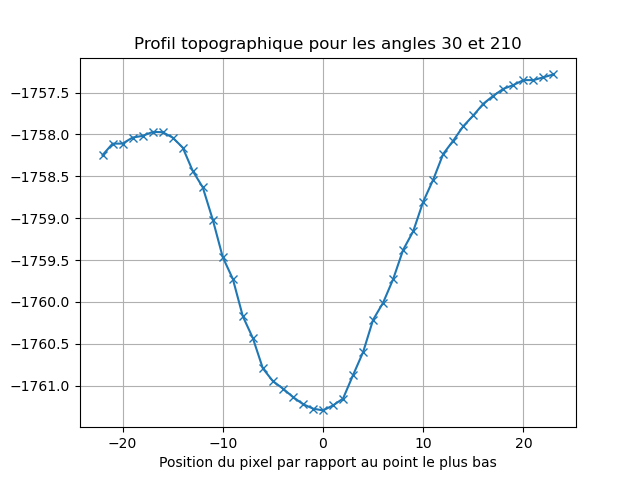 Profil topographique pour les angles 30 et 210
−1757.5
−1758.0
−1758.5
−1759.0
−1759.5
−1760.0
−1760.5
−1761.0
−20 −10 0 10 20
Position du pixel par rapport au point le plus bas